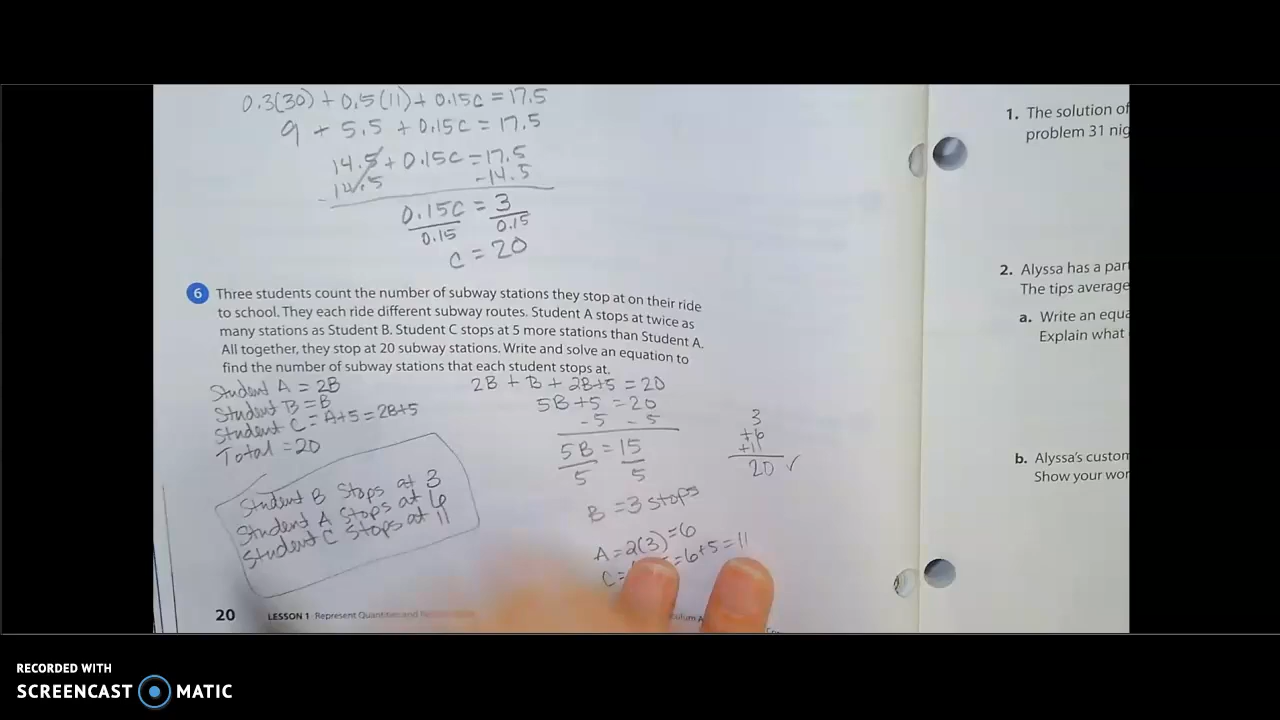 0.3(30) + 0.5(11) + 0.15C = 17.5
9 + 5.5 + 0.15C = 17.5
14.5 + 0.15C = 17.5
- 14.5 - 14.5
0.15C = 3
0.15 0.15
C = 20
6 Three students count the number of subway stations they stop at on their ride
to school. They each ride different subway routes. Student A stops at twice as
many stations as Student B. Student C stops at 5 more stations than Student A.
All together, they stop at 20 subway stations. Write and solve an equation to
find the number of subway stations that each student stops at.
Student A = 2B
Student B = B
Student C = A+5 = 2B+5
Total = 20
Student B Stops at 3
Student A Stops at 6
Student C Stops at 11
2B + B + 2B+5 = 20
5B + 5 = 20
- 5 - 5
5B = 15
5 5
B = 3 stops
A = 2(3) = 6
C = = 6+5 = 11
3
+ 6
+ 11
20 ✓
20 LESSON 1 Represent Quantities and
1. The solution of
problem 31 nig
2. Alyssa has a par
The tips average
a. Write an equa
Explain what
b. Alyssa's custom
Show your wor
RECORDED WITH
SCREENCAST MATIC